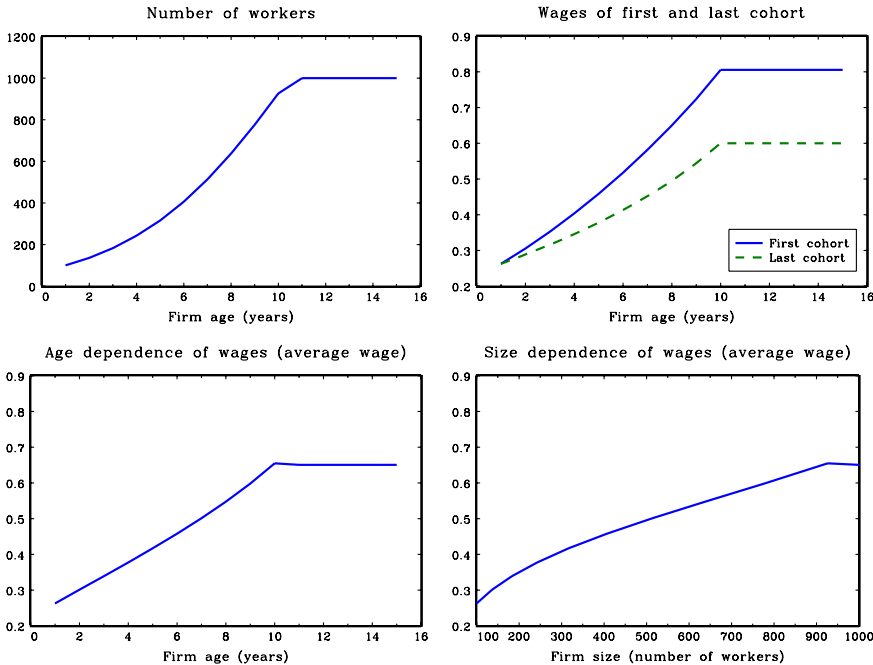 Number of workers
1200
1000
800
600
400
200
0
0 2 4 6 8 10 12 14 16
Firm age (years)
Wages of first and last cohort
0.9
0.8
0.7
0.6
0.5
0.4
0.3
0.2
First cohort
Last cohort
0 2 4 6 8 10 12 14 16
Firm age (years)
Age dependence of wages (average wage)
0.9
0.8
0.7
0.6
0.5
0.4
0.3
0.2
0 2 4 6 8 10 12 14 16
Firm age (years)
Size dependence of wages (average wage)
0.9
0.8
0.7
0.6
0.5
0.4
0.3
0.2
100 200 300 400 500 600 700 800 900 1000
Firm size (number of workers)